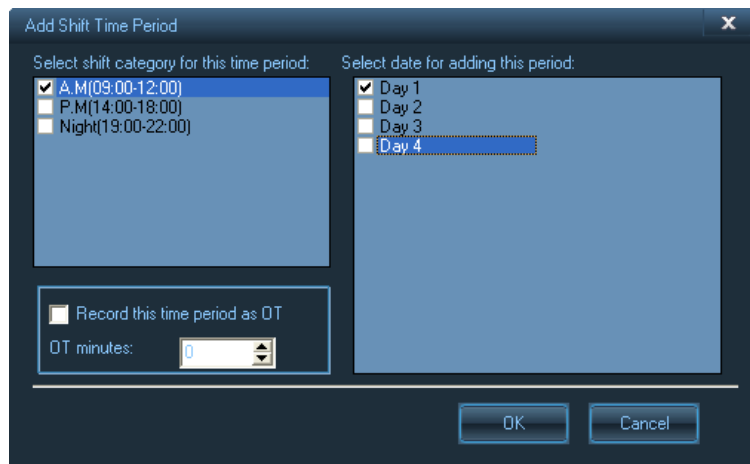 Add Shift Time Period
x
Select shift category for this time period:
A.M(09:00-12:00)
P.M(14:00-18:00)
Night(19:00-22:00)
Select date for adding this period:
Day 1
Day 2
Day 3
Day 4
Record this time period as OT
OT minutes:
0
OK
Cancel